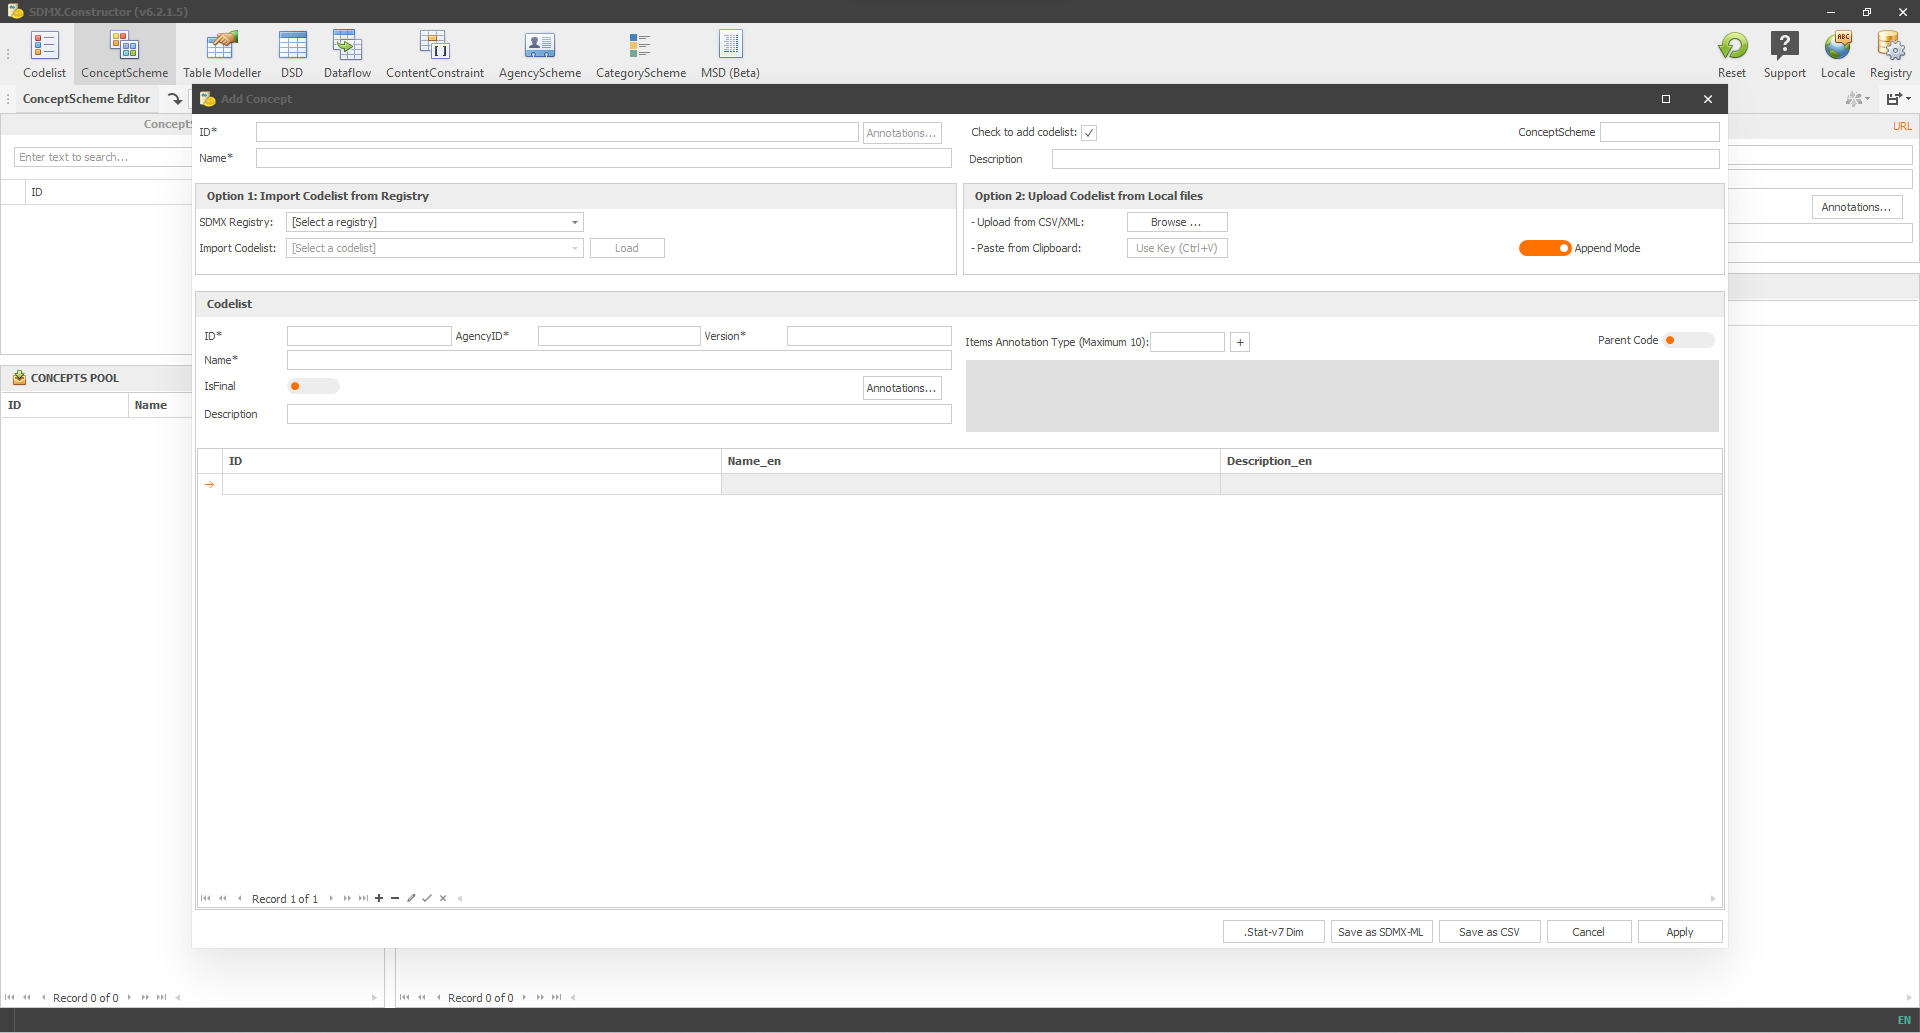 SDMX.Constructor (v6.2.1.5)
Codelist ConceptScheme Table Modeller DSD Dataflow ContentConstraint AgencyScheme CategoryScheme MSD (Beta) Reset Support Locale Registry
ConceptScheme Editor
Add Concept
URL
Enter text to search...
ID
Annotations...
CONCEPTS POOL
ID Name
ID* Annotations... Check to add codelist: ConceptScheme
Name* Description
Option 1: Import Codelist from Registry
SDMX Registry: [Select a registry]
Import Codelist: [Select a codelist] Load
Option 2: Upload Codelist from Local files
- Upload from CSV/XML: Browse ...
- Paste from Clipboard: Use Key (Ctrl+V) Append Mode
Codelist
ID* AgencyID* Version* Items Annotation Type (Maximum 10): + Parent Code
Name*
IsFinal Annotations...
Description
ID Name_en Description_en
Record 1 of 1
.Stat-v7 Dim Save as SDMX-ML Save as CSV Cancel Apply
Record 0 of 0 Record 0 of 0
EN